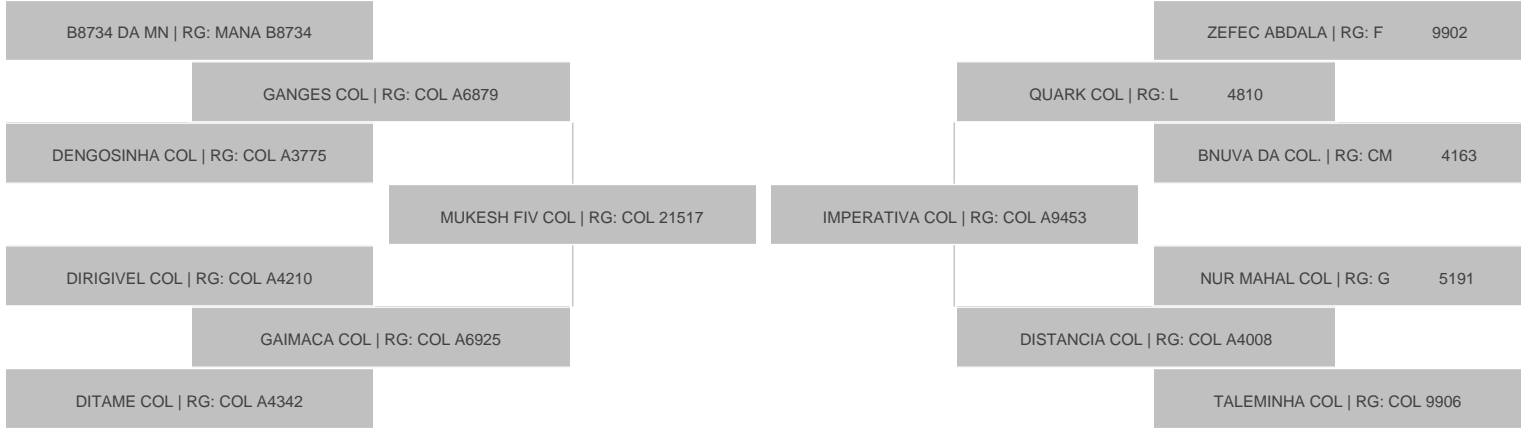 B8734 DA MN | RG: MANA B8734
ZEFEC ABDALA | RG: F 9902
GANGES COL | RG: COL A6879
QUARK COL | RG: L 4810
DENGOSINHA COL | RG: COL A3775
BNUVA DA COL. | RG: CM 4163
MUKESH FIV COL | RG: COL 21517
IMPERATIVA COL | RG: COL A9453
DIRIGIVEL COL | RG: COL A4210
NUR MAHAL COL | RG: G 5191
GAIMACA COL | RG: COL A6925
DISTANCIA COL | RG: COL A4008
DITAME COL | RG: COL A4342
TALEMINHA COL | RG: COL 9906